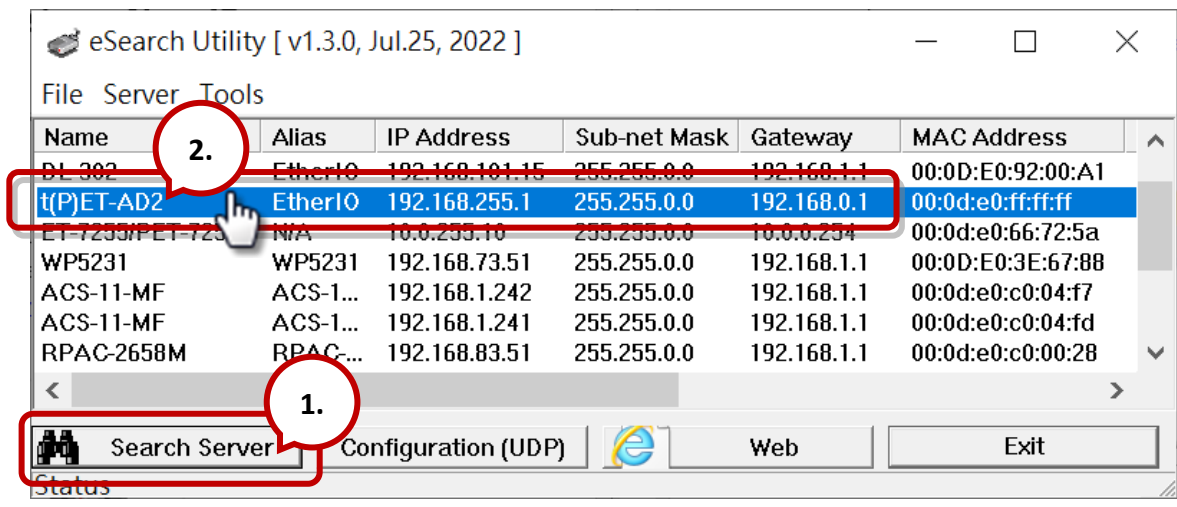 eSearch Utility [ v1.3.0, Jul.25, 2022 ]
File Server Tools
Name Alias IP Address Sub-net Mask Gateway MAC Address
2.
DL-302 EtherIO 192.168.101.15 255.255.0.0 192.168.1.1 00:0D:E0:92:00:A1
t(P)ET-AD2 EtherIO 192.168.255.1 255.255.0.0 192.168.0.1 00:0d:e0:ff:ff:ff
ET-7255/PET-725 N/A 10.0.255.10 255.255.0.0 10.0.0.254 00:0d:e0:66:72:5a
WP5231 WP5231 192.168.73.51 255.255.0.0 192.168.1.1 00:0D:E0:3E:67:88
ACS-11-MF ACS-1... 192.168.1.242 255.255.0.0 192.168.1.1 00:0d:e0:c0:04:f7
ACS-11-MF ACS-1... 192.168.1.241 255.255.0.0 192.168.1.1 00:0d:e0:c0:04:fd
RPAC-2658M RPAC-... 192.168.83.51 255.255.0.0 192.168.1.1 00:0d:e0:c0:00:28
1.
Search Server Configuration (UDP) Web Exit
Status